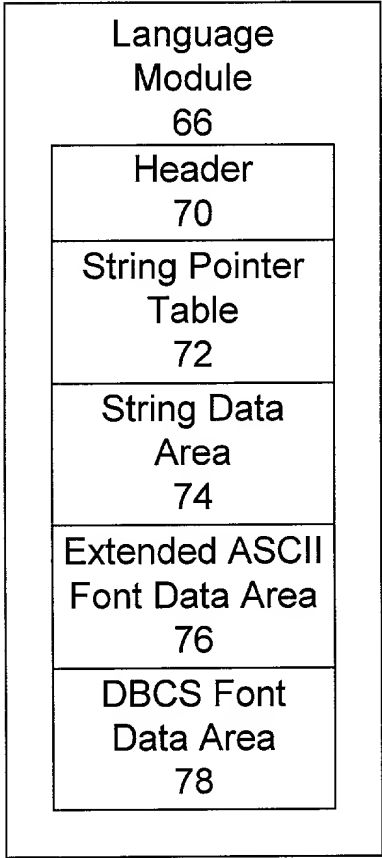 Language
Module
66
Header
70
String Pointer
Table
72
String Data
Area
74
Extended ASCII
Font Data Area
76
DBCS Font
Data Area
78